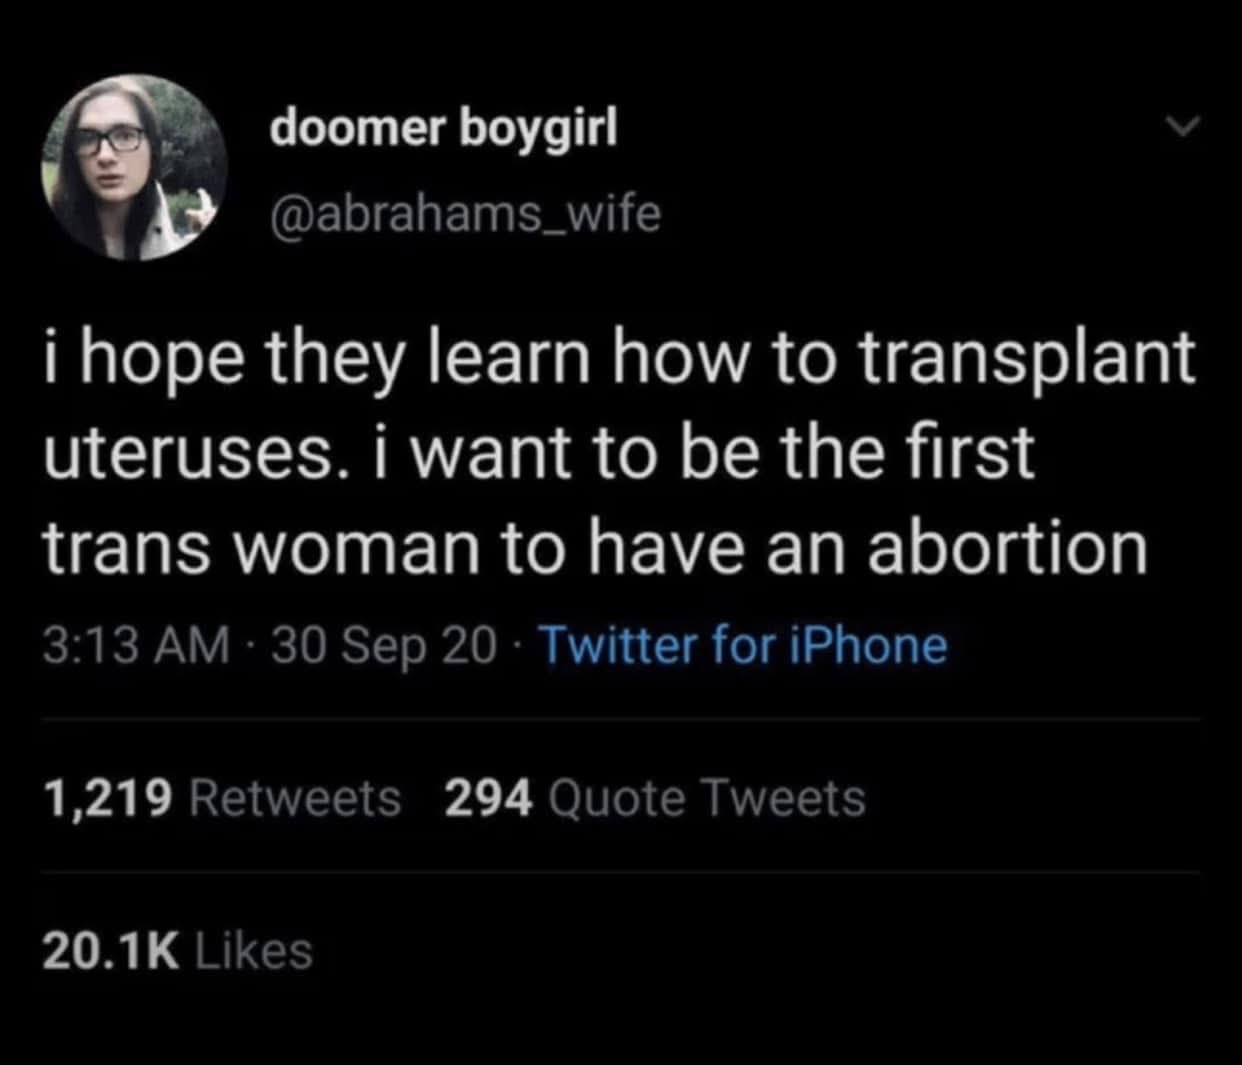 doomer boygirl
@abrahams_wife
i hope they learn how to transplant
uteruses. i want to be the first
trans woman to have an abortion
3:13 AM · 30 Sep 20 · Twitter for iPhone
1,219 Retweets 294 Quote Tweets
20.1K Likes